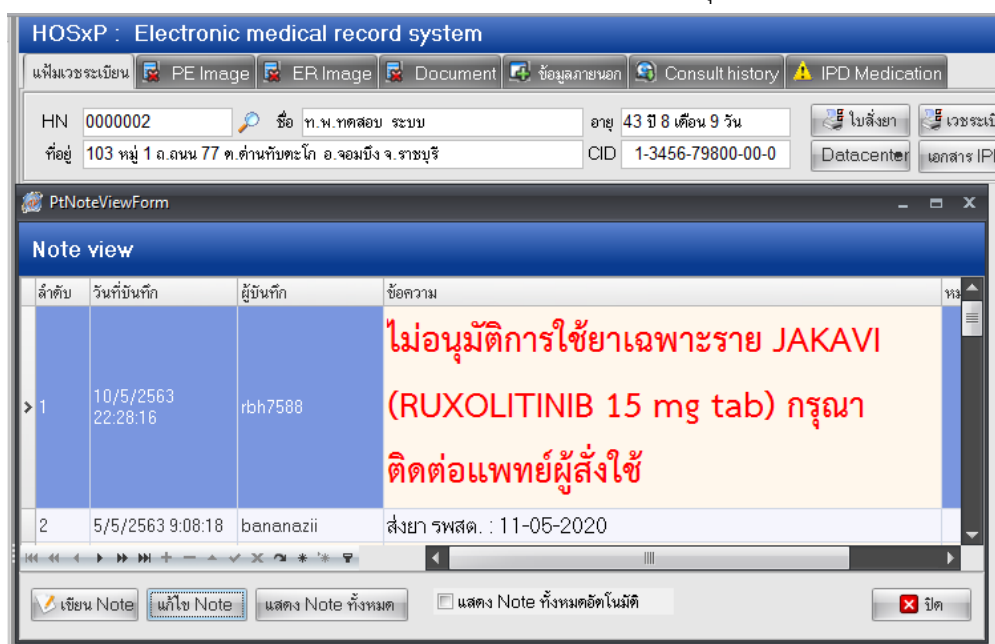 HOSxP : Electronic medical record system
แฟ้มเวชระเบียน PE Image ER Image Document ข้อมูลภายนอก Consult history IPD Medication
HN 0000002 ชื่อ ท.พ.ทดสอบ ระบบ อายุ 43 ปี 8 เดือน 9 วัน ใบสั่งยา
ที่อยู่ 103 หมู่ 1 ถ.ถนน 77 ต.ด่านทับตะโก อ.จอมบึง จ.ราชบุรี CID 1-3456-79800-00-0 Datacenter เอกสาร
PtNoteViewForm
Note view
ลำดับ วันที่บันทึก ผู้บันทึก ข้อความ
ไม่อนุมัติการใช้ยาเฉพาะราย JAKAVI
1 10/5/2563 22:28:16 rbh7588 (RUXOLITINIB 15 mg tab) กรุณา
ติดต่อแพทย์ผู้สั่งใช้
2 5/5/2563 9:08:18 bananazii ส่งยา รพสต. : 11-05-2020
เขียน Note แก้ไข Note แสดง Note ทั้งหมด แสดง Note ทั้งหมดอัตโนมัติ ปิด